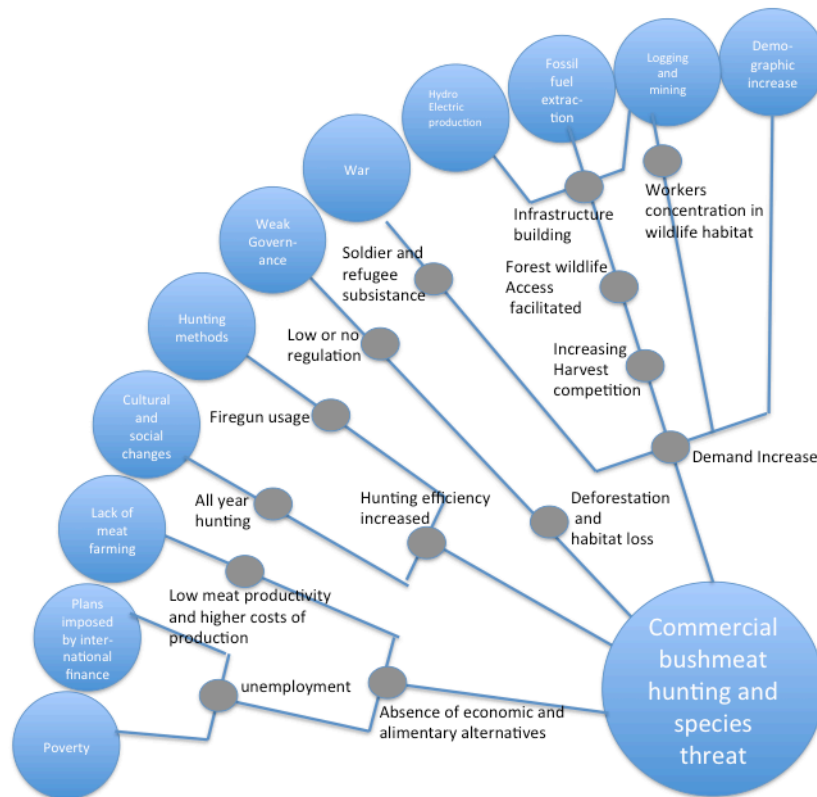 Demo-
graphic
increase
Logging
and
mining
Fossil
fuel
extrac-
tion
Hydro
Electric
production
War
Weak
Govern-
ance
Hunting
methods
Cultural
and
social
changes
Lack of
meat
farming
Plans
imposed
by inter-
national
finance
Poverty
Workers
concentration in
wildlife habitat
Infrastructure
building
Soldier and
refugee
subsistance
Forest wildlife
Access
facilitated
Low or no
regulation
Increasing
Harvest
competition
Firegun usage
Demand Increase
All year
hunting
Hunting efficiency
increased
Deforestation
and
habitat loss
Low meat productivity
and higher costs of
production
unemployment
Absence of economic and
alimentary alternatives
Commercial
bushmeat
hunting and
species
threat